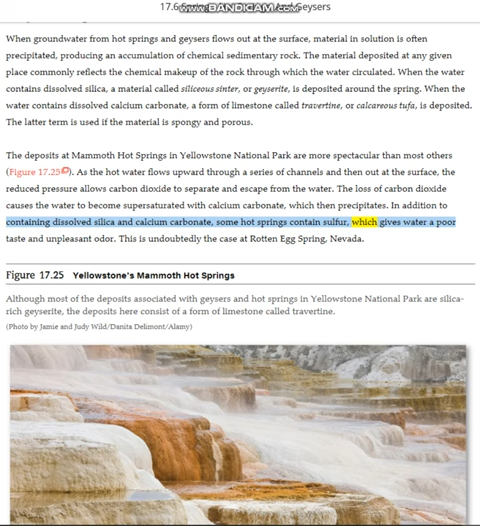 17.6 Springs, Wells, And Geysers
www.BANDICAM.com
When groundwater from hot springs and geysers flows out at the surface, material in solution is often
precipitated, producing an accumulation of chemical sedimentary rock. The material deposited at any given
place commonly reflects the chemical makeup of the rock through which the water circulated. When the water
contains dissolved silica, a material called siliceous sinter, or geyserite, is deposited around the spring. When the
water contains dissolved calcium carbonate, a form of limestone called travertine, or calcareous tufa, is deposited.
The latter term is used if the material is spongy and porous.
The deposits at Mammoth Hot Springs in Yellowstone National Park are more spectacular than most others
(Figure 17.25). As the hot water flows upward through a series of channels and then out at the surface, the
reduced pressure allows carbon dioxide to separate and escape from the water. The loss of carbon dioxide
causes the water to become supersaturated with calcium carbonate, which then precipitates. In addition to
containing dissolved silica and calcium carbonate, some hot springs contain sulfur, which gives water a poor
taste and unpleasant odor. This is undoubtedly the case at Rotten Egg Spring, Nevada.
Figure 17.25 Yellowstone's Mammoth Hot Springs
Although most of the deposits associated with geysers and hot springs in Yellowstone National Park are silica-
rich geyserite, the deposits here consist of a form of limestone called travertine.
(Photo by Jamie and Judy Wild/Danita Delimont/Alamy)